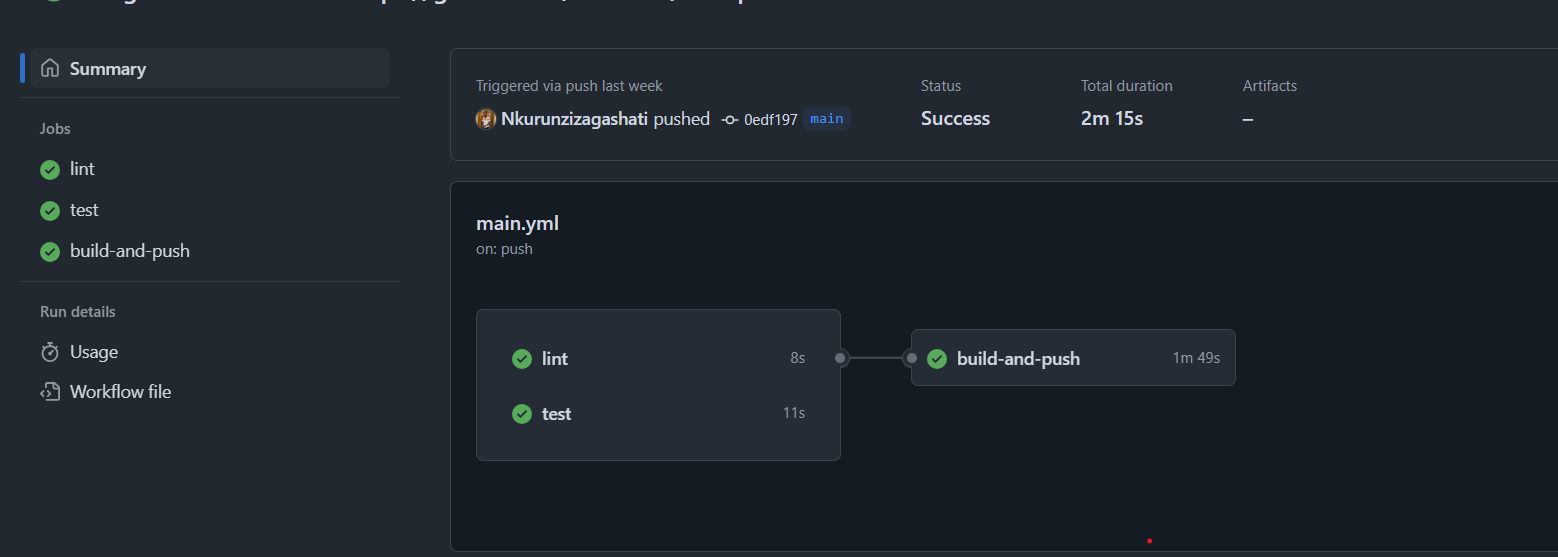 Summary
Jobs
lint
test
build-and-push
Run details
Usage
Workflow file
Triggered via push last week
Nkurunzizagashati pushed 0edf197 main
Status
Success
Total duration
2m 15s
Artifacts
–
main.yml
on: push
lint 8s
test 11s
build-and-push 1m 49s